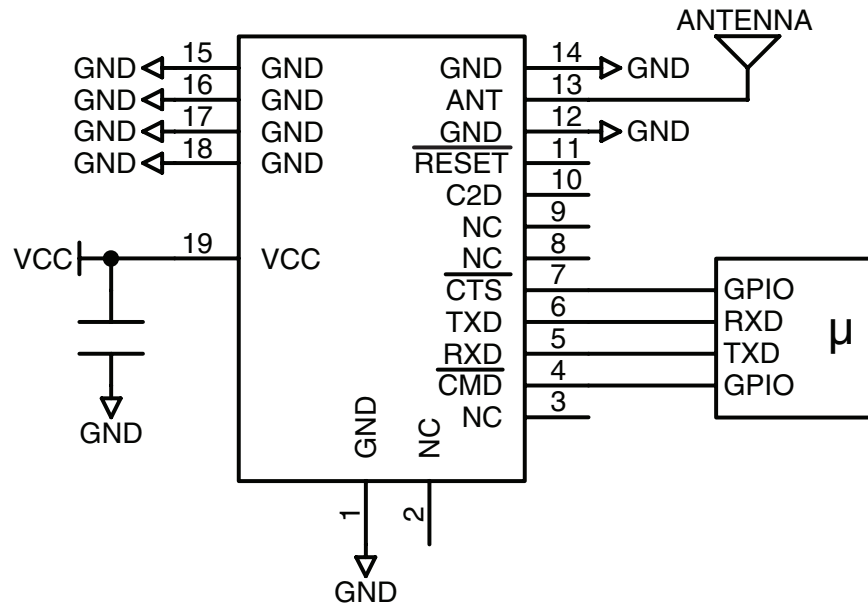 ANTENNA
GND 15 GND GND 14 GND
GND 16 GND ANT 13
GND 17 GND GND 12 GND
GND 18 GND RESET 11
C2D 10
NC 9
VCC 19 VCC NC 8
CTS 7 GPIO
TXD 6 RXD µ
RXD 5 TXD
CMD 4 GPIO
NC 3
GND
GND NC
1 2
GND